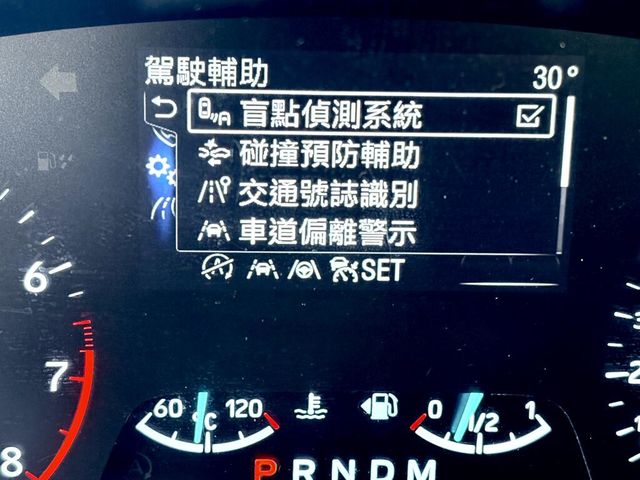 駕駛輔助 30°
盲點偵測系統
碰撞預防輔助
交通號誌識別
車道偏離警示
SET
6
7
8
60 °C 120
0 1/2 1
P R N D M
2